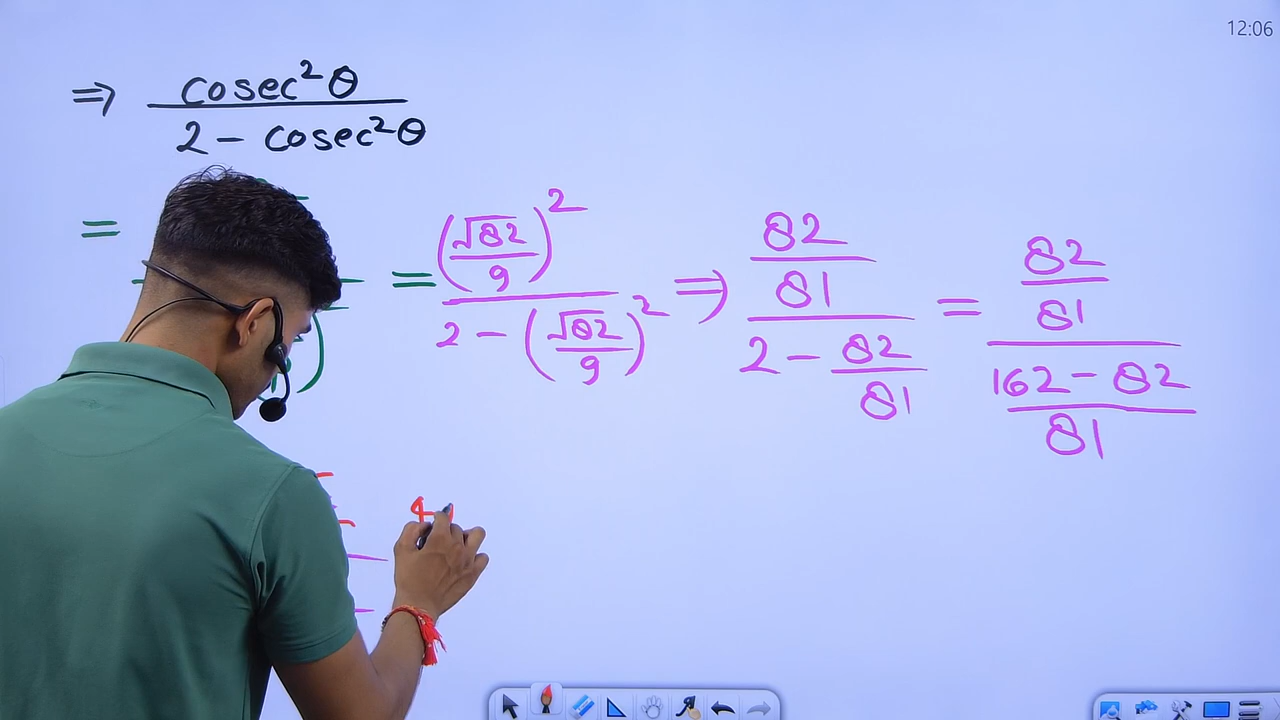 12:06
⇒ cosec²θ / 2 - cosec²θ
= (√82/9)² / 2 - (√82/9)² ⇒ 82/81 / 2 - 82/81 = 82/81 / 162 - 82/81